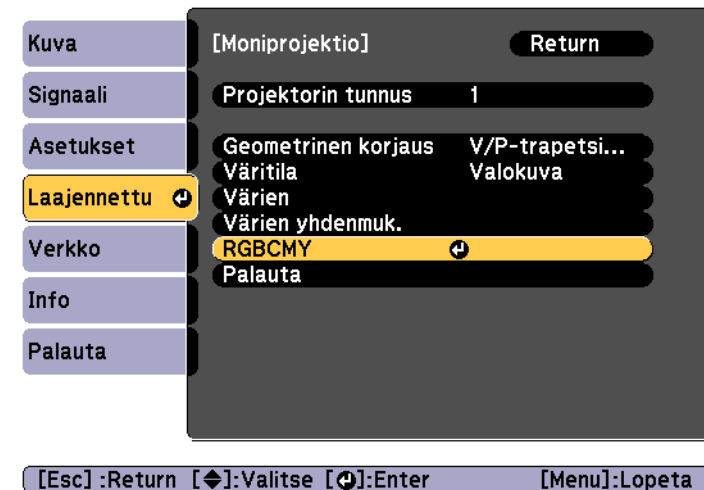 Kuva
Signaali
Asetukset
Laajennettu
Verkko
Info
Palauta
[Moniprojektio] Return
Projektorin tunnus 1
Geometrinen korjaus V/P-trapetsi...
Väritila Valokuva
Värien
Värien yhdenmuk.
RGBCMY
Palauta
[Esc] :Return [◆]:Valitse [↵]:Enter [Menu]:Lopeta